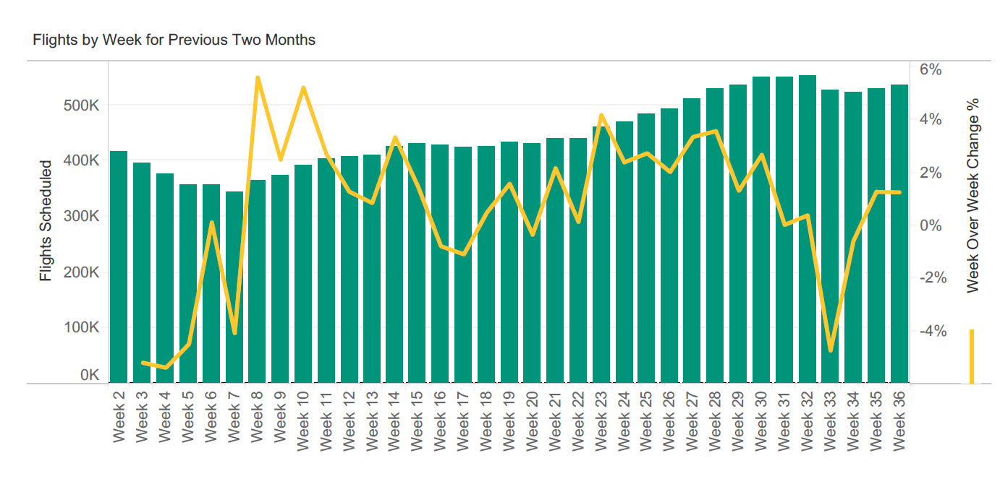 Flights by Week for Previous Two Months
Flights Scheduled
500K
400K
300K
200K
100K
0K
6%
4%
2%
0%
-2%
-4%
Week Over Week Change %
Week 2
Week 3
Week 4
Week 5
Week 6
Week 7
Week 8
Week 9
Week 10
Week 11
Week 12
Week 13
Week 14
Week 15
Week 16
Week 17
Week 18
Week 19
Week 20
Week 21
Week 22
Week 23
Week 24
Week 25
Week 26
Week 27
Week 28
Week 29
Week 30
Week 31
Week 32
Week 33
Week 34
Week 35
Week 36